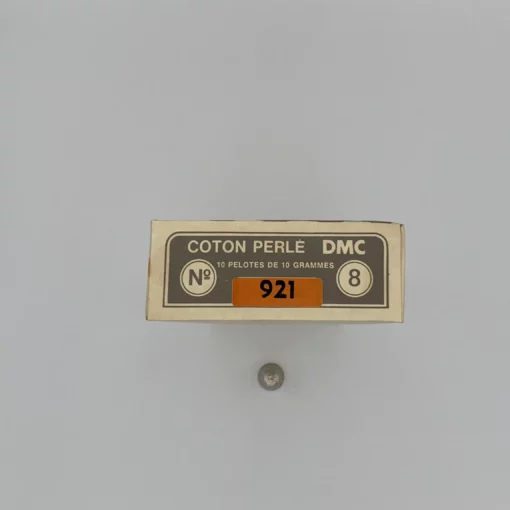 COTON PERLÉ DMC
10 PELOTES DE 10 GRAMMES
Nº 8
921